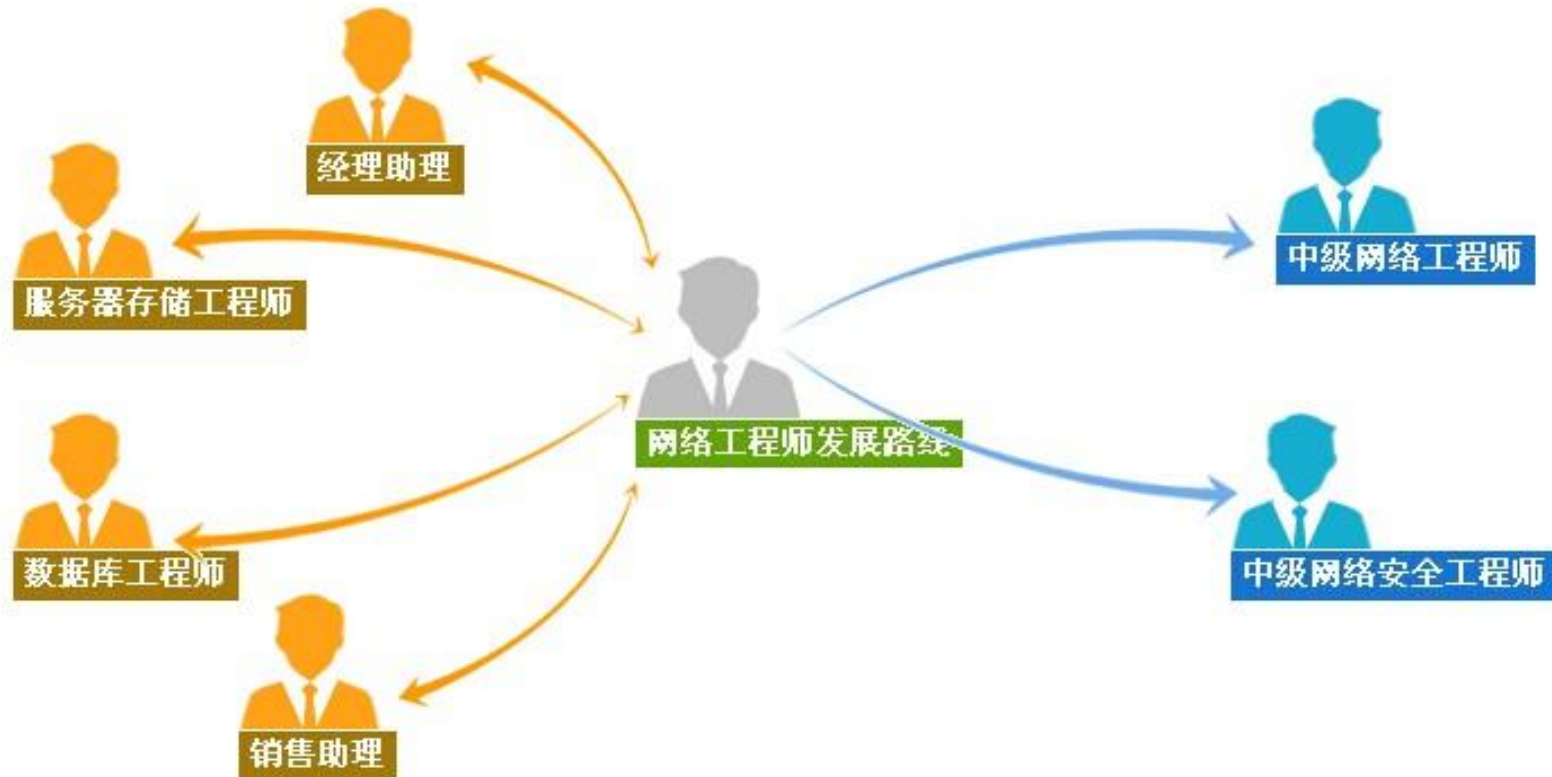 经理助理
服务器存储工程师
中级网络工程师
网络工程师发展路线
数据库工程师
中级网络安全工程师
销售助理